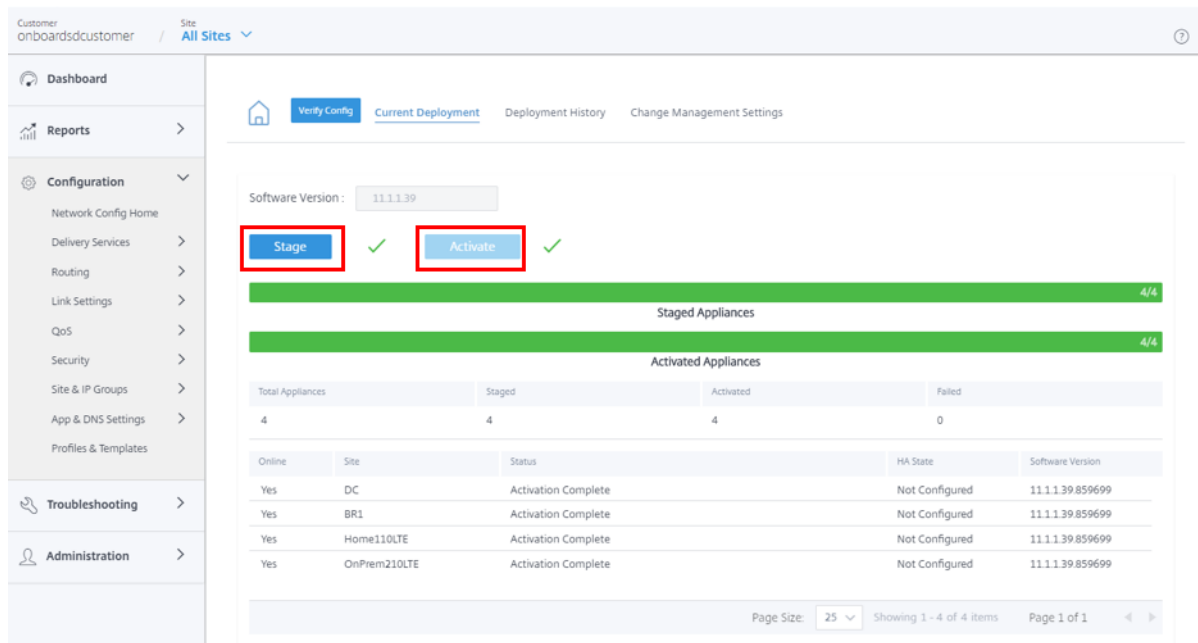 Customer
onboardsdcustomer
/
Site
All Sites
?
Dashboard
Reports
Configuration
Network Config Home
Delivery Services
Routing
Link Settings
QoS
Security
Site & IP Groups
App & DNS Settings
Profiles & Templates
Troubleshooting
Administration
Verify Config Current Deployment Deployment History Change Management Settings
Software Version : 11.1.1.39
Stage Activate
4/4
Staged Appliances
4/4
Activated Appliances
Total Appliances Staged Activated Failed
4 4 4 0
Online Site Status HA State Software Version
Yes DC Activation Complete Not Configured 11.1.1.39.859699
Yes BR1 Activation Complete Not Configured 11.1.1.39.859699
Yes Home110LTE Activation Complete Not Configured 11.1.1.39.859699
Yes OnPrem210LTE Activation Complete Not Configured 11.1.1.39.859699
Page Size: 25 Showing 1 - 4 of 4 items Page 1 of 1